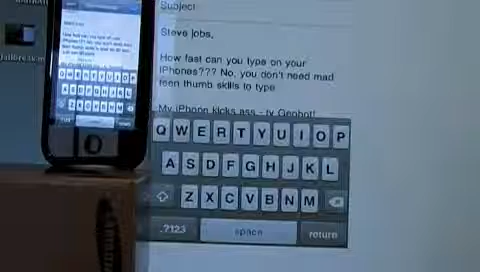 Subject
Steve jobs,
How fast can you type on your
iPhones??? No, you don't need mad
teen thumb skills to type
My iPhone kicks ass - ty Geohot!
Q W E R T Y U I O P
A S D F G H J K L
Z X C V B N M
.?123 space return
Q W E R T Y U I O P
A S D F G H J K L
Z X C V B N M